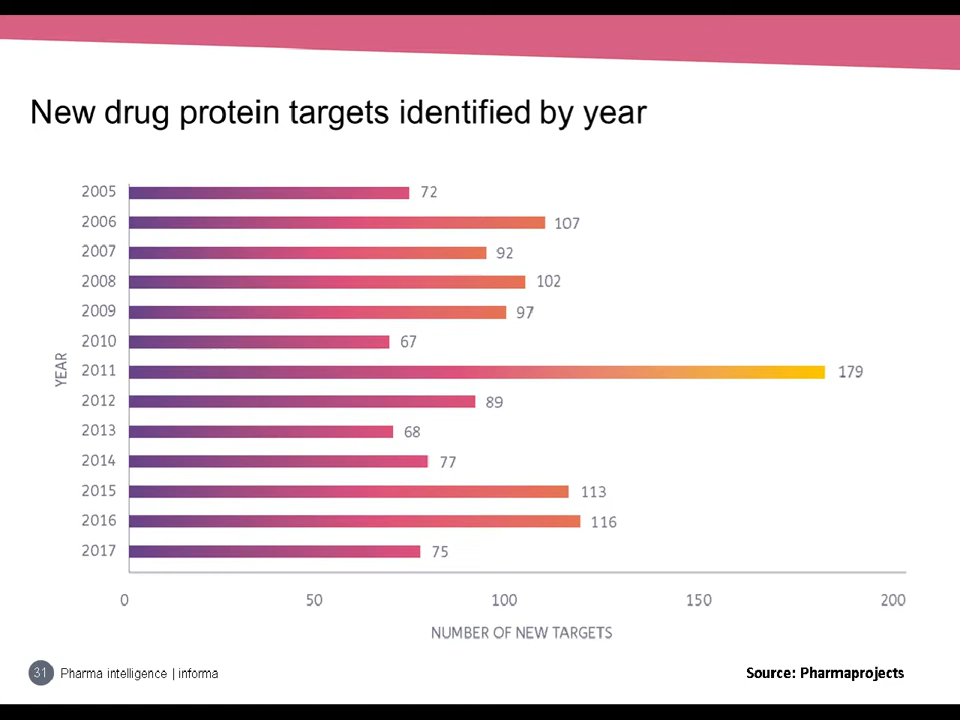 New drug protein targets identified by year
2005 72
2006 107
2007 92
2008 102
2009 97
2010 67
YEAR
2011 179
2012 89
2013 68
2014 77
2015 113
2016 116
2017 75
0 50 100 150 200
NUMBER OF NEW TARGETS
31 Pharma intelligence | informa Source: Pharmaprojects